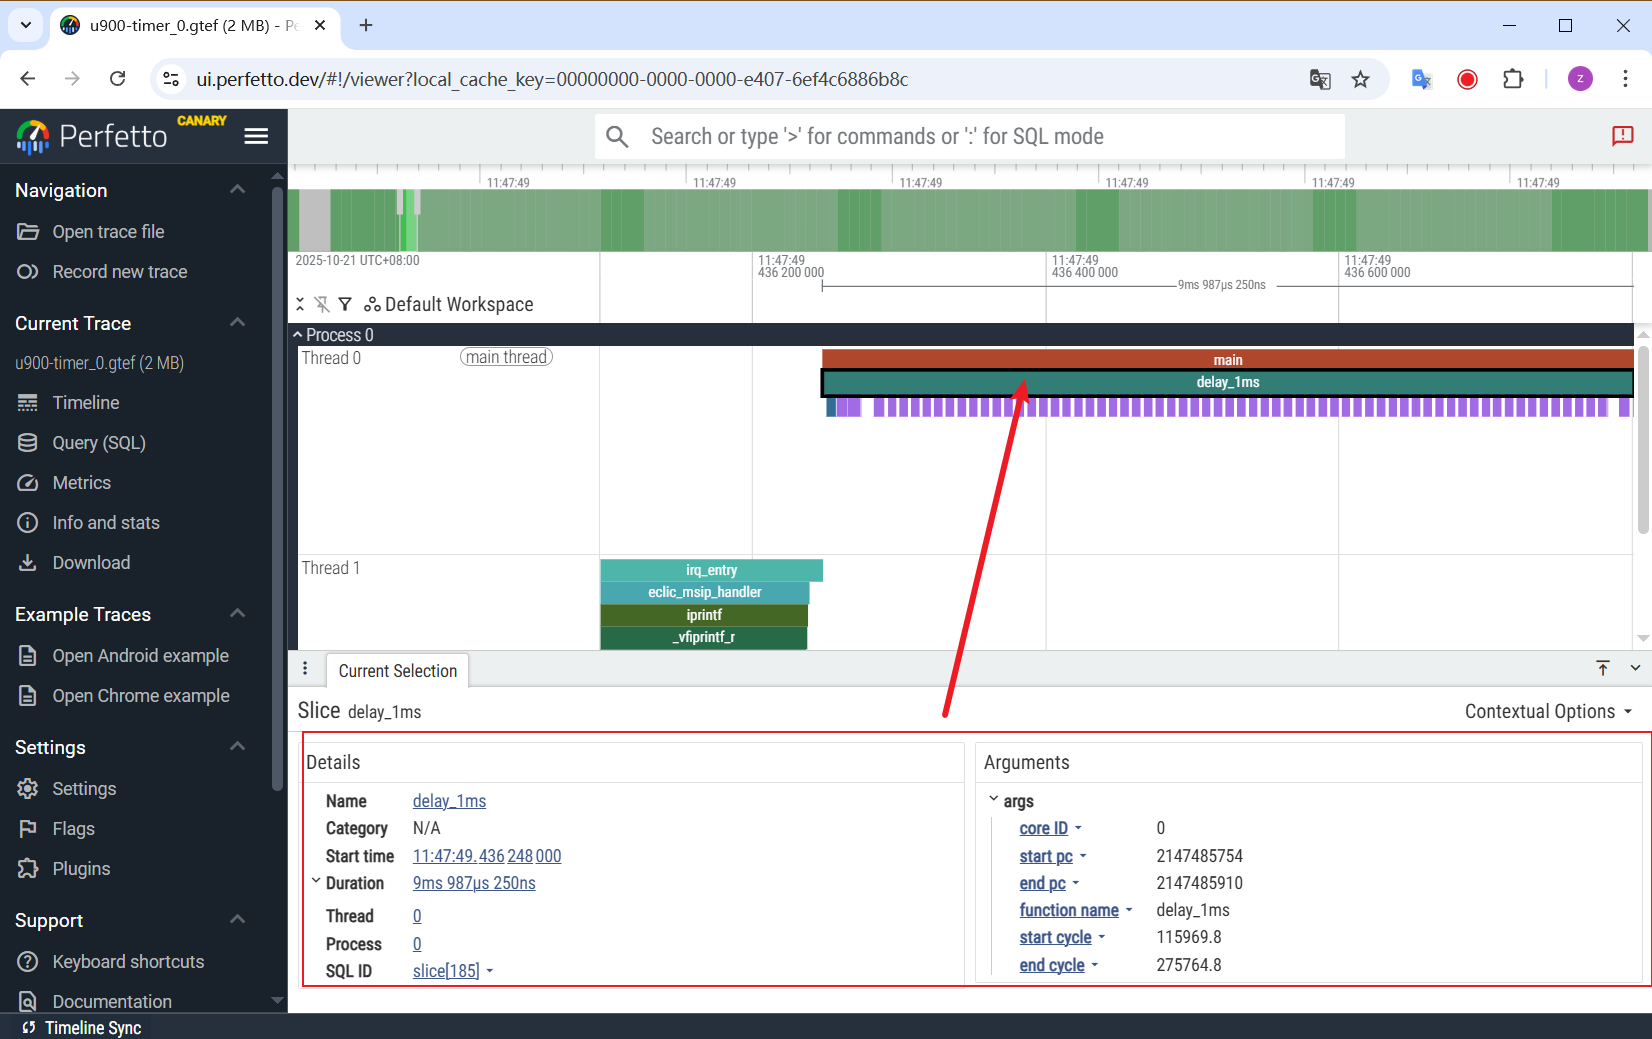 u900-timer_0.gtef (2 MB) - Pe
ui.perfetto.dev/#!/viewer?local_cache_key=00000000-0000-0000-e407-6ef4c6886b8c
Z
Perfetto
CANARY
Search or type '>' for commands or ':' for SQL mode
Navigation
Open trace file
Record new trace
Current Trace
u900-timer_0.gtef (2 MB)
Timeline
Query (SQL)
Metrics
Info and stats
Download
Example Traces
Open Android example
Open Chrome example
Settings
Settings
Flags
Plugins
Support
Keyboard shortcuts
Documentation
Timeline Sync
11:47:49 11:47:49 11:47:49 11:47:49 11:47:49 11:47:49
2025-10-21 UTC+08:00
11:47:49 11:47:49 11:47:49
436 200 000 436 400 000 436 600 000
9ms 987µs 250ns
Default Workspace
Process 0
Thread 0 main thread
main
delay_1ms
Thread 1
irq_entry
eclic_msip_handler
iprintf
_vfiprintf_r
Current Selection
Slice delay_1ms
Contextual Options
Details
Name delay_1ms
Category N/A
Start time 11:47:49.436 248 000
Duration 9ms 987µs 250ns
Thread 0
Process 0
SQL ID slice[185]
Arguments
args
core ID 0
start pc 2147485754
end pc 2147485910
function name delay_1ms
start cycle 115969.8
end cycle 275764.8